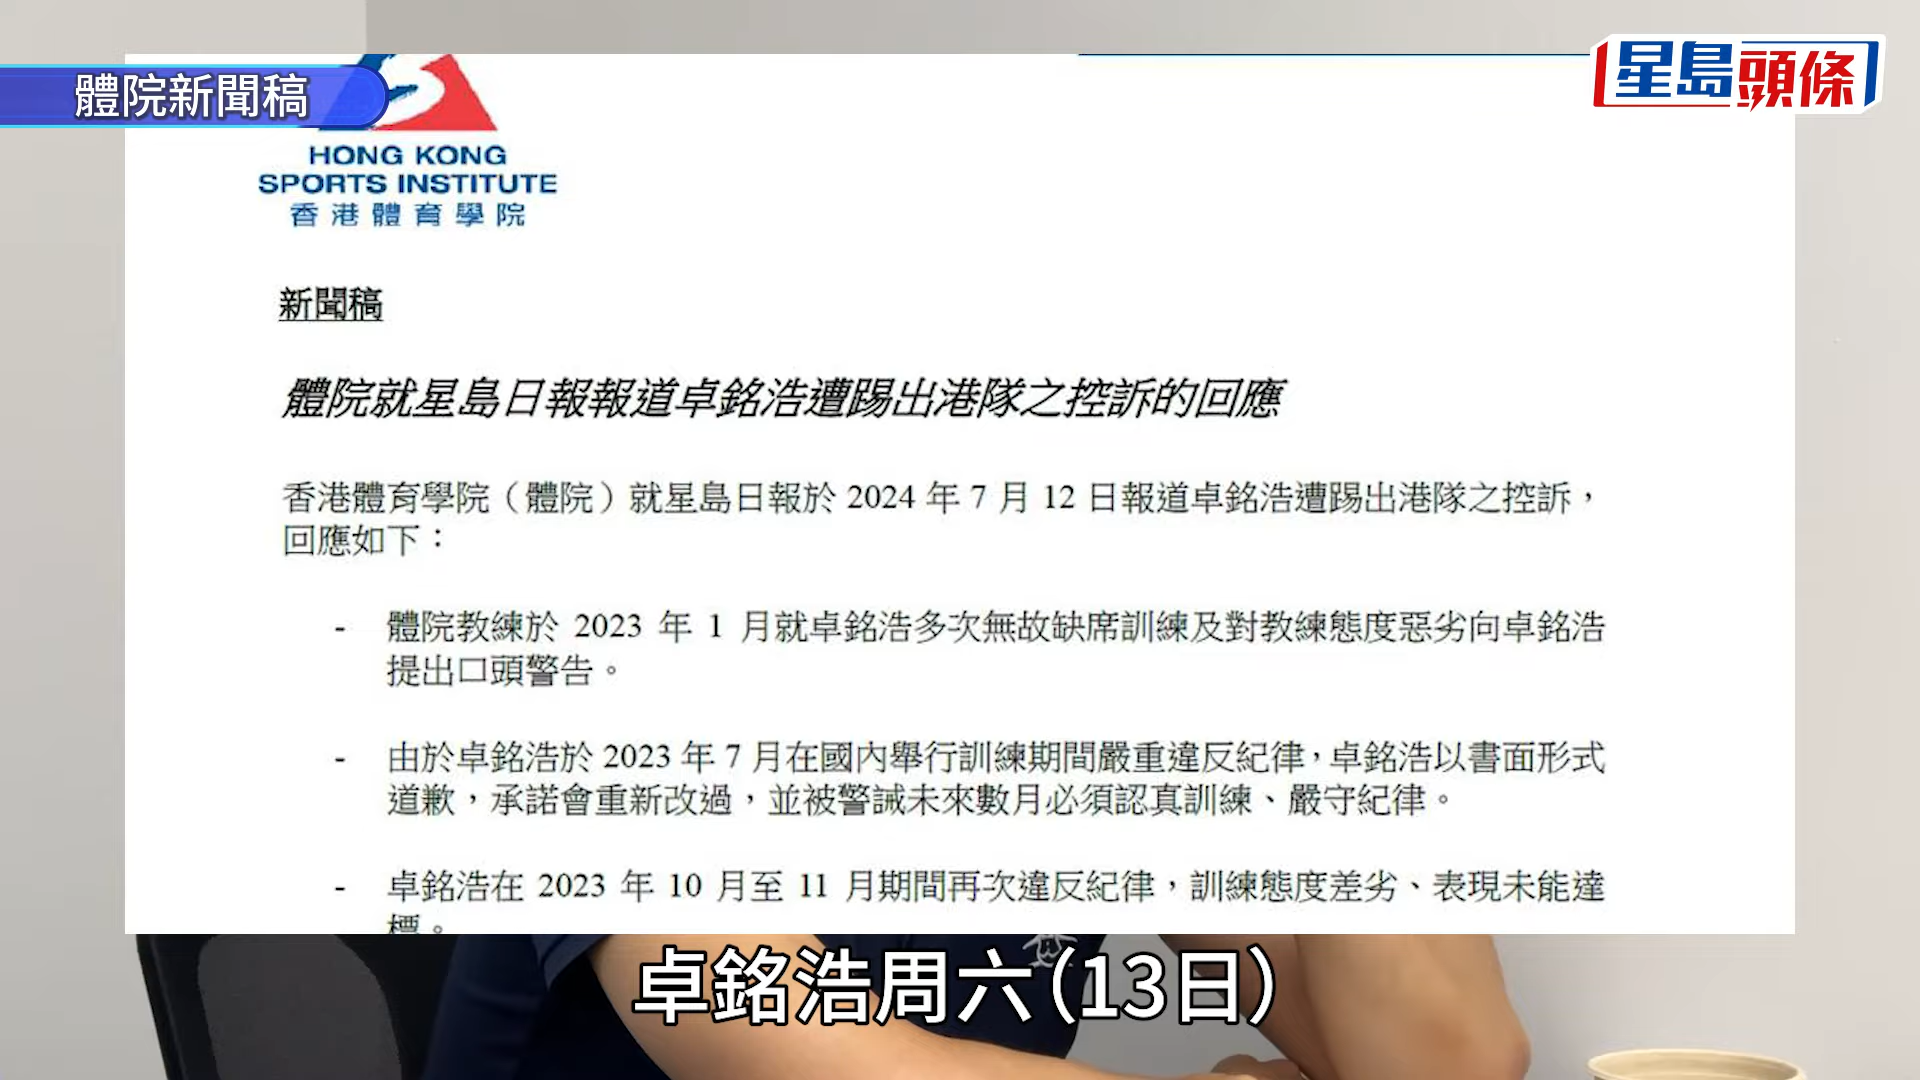 體院新聞稿
星島頭條
HONG KONG
SPORTS INSTITUTE
香港體育學院
新聞稿
體院就星島日報報道卓銘浩遭踢出港隊之控訴的回應
香港體育學院（體院）就星島日報於 2024 年 7 月 12 日報道卓銘浩遭踢出港隊之控訴，
回應如下：
- 體院教練於 2023 年 1 月就卓銘浩多次無故缺席訓練及對教練態度惡劣向卓銘浩
提出口頭警告。
- 由於卓銘浩於 2023 年 7 月在國內舉行訓練期間嚴重違反紀律，卓銘浩以書面形式
道歉，承諾會重新改過，並被警誡未來數月必須認真訓練、嚴守紀律。
- 卓銘浩在 2023 年 10 月至 11 月期間再次違反紀律，訓練態度差劣、表現未能達
標。
卓銘浩周六(13日)